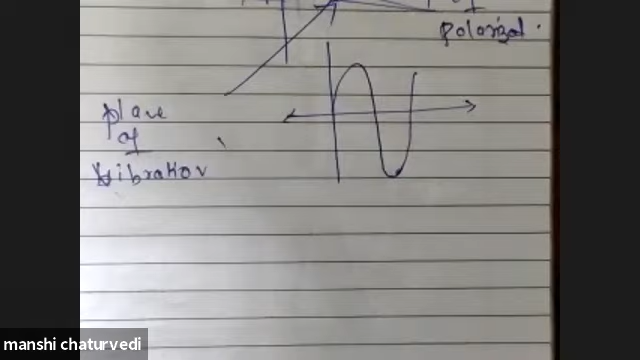 polarized.
plane
of
vibration
manshi chaturvedi